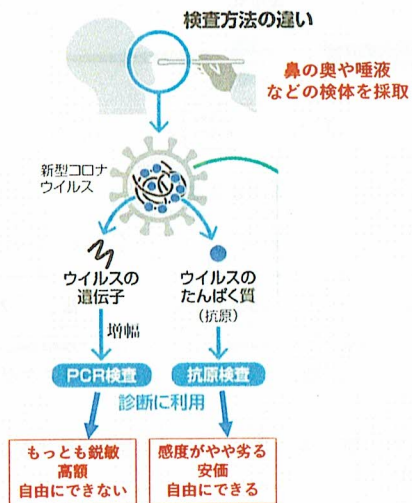 検査方法の違い
鼻の奥や唾液
などの検体を採取
新型コロナ
ウイルス
ウイルスの
遺伝子
ウイルスの
たんぱく質
(抗原)
増幅
PCR検査
抗原検査
診断に利用
もっとも鋭敏
高額
自由にできない
感度がやや劣る
安価
自由にできる